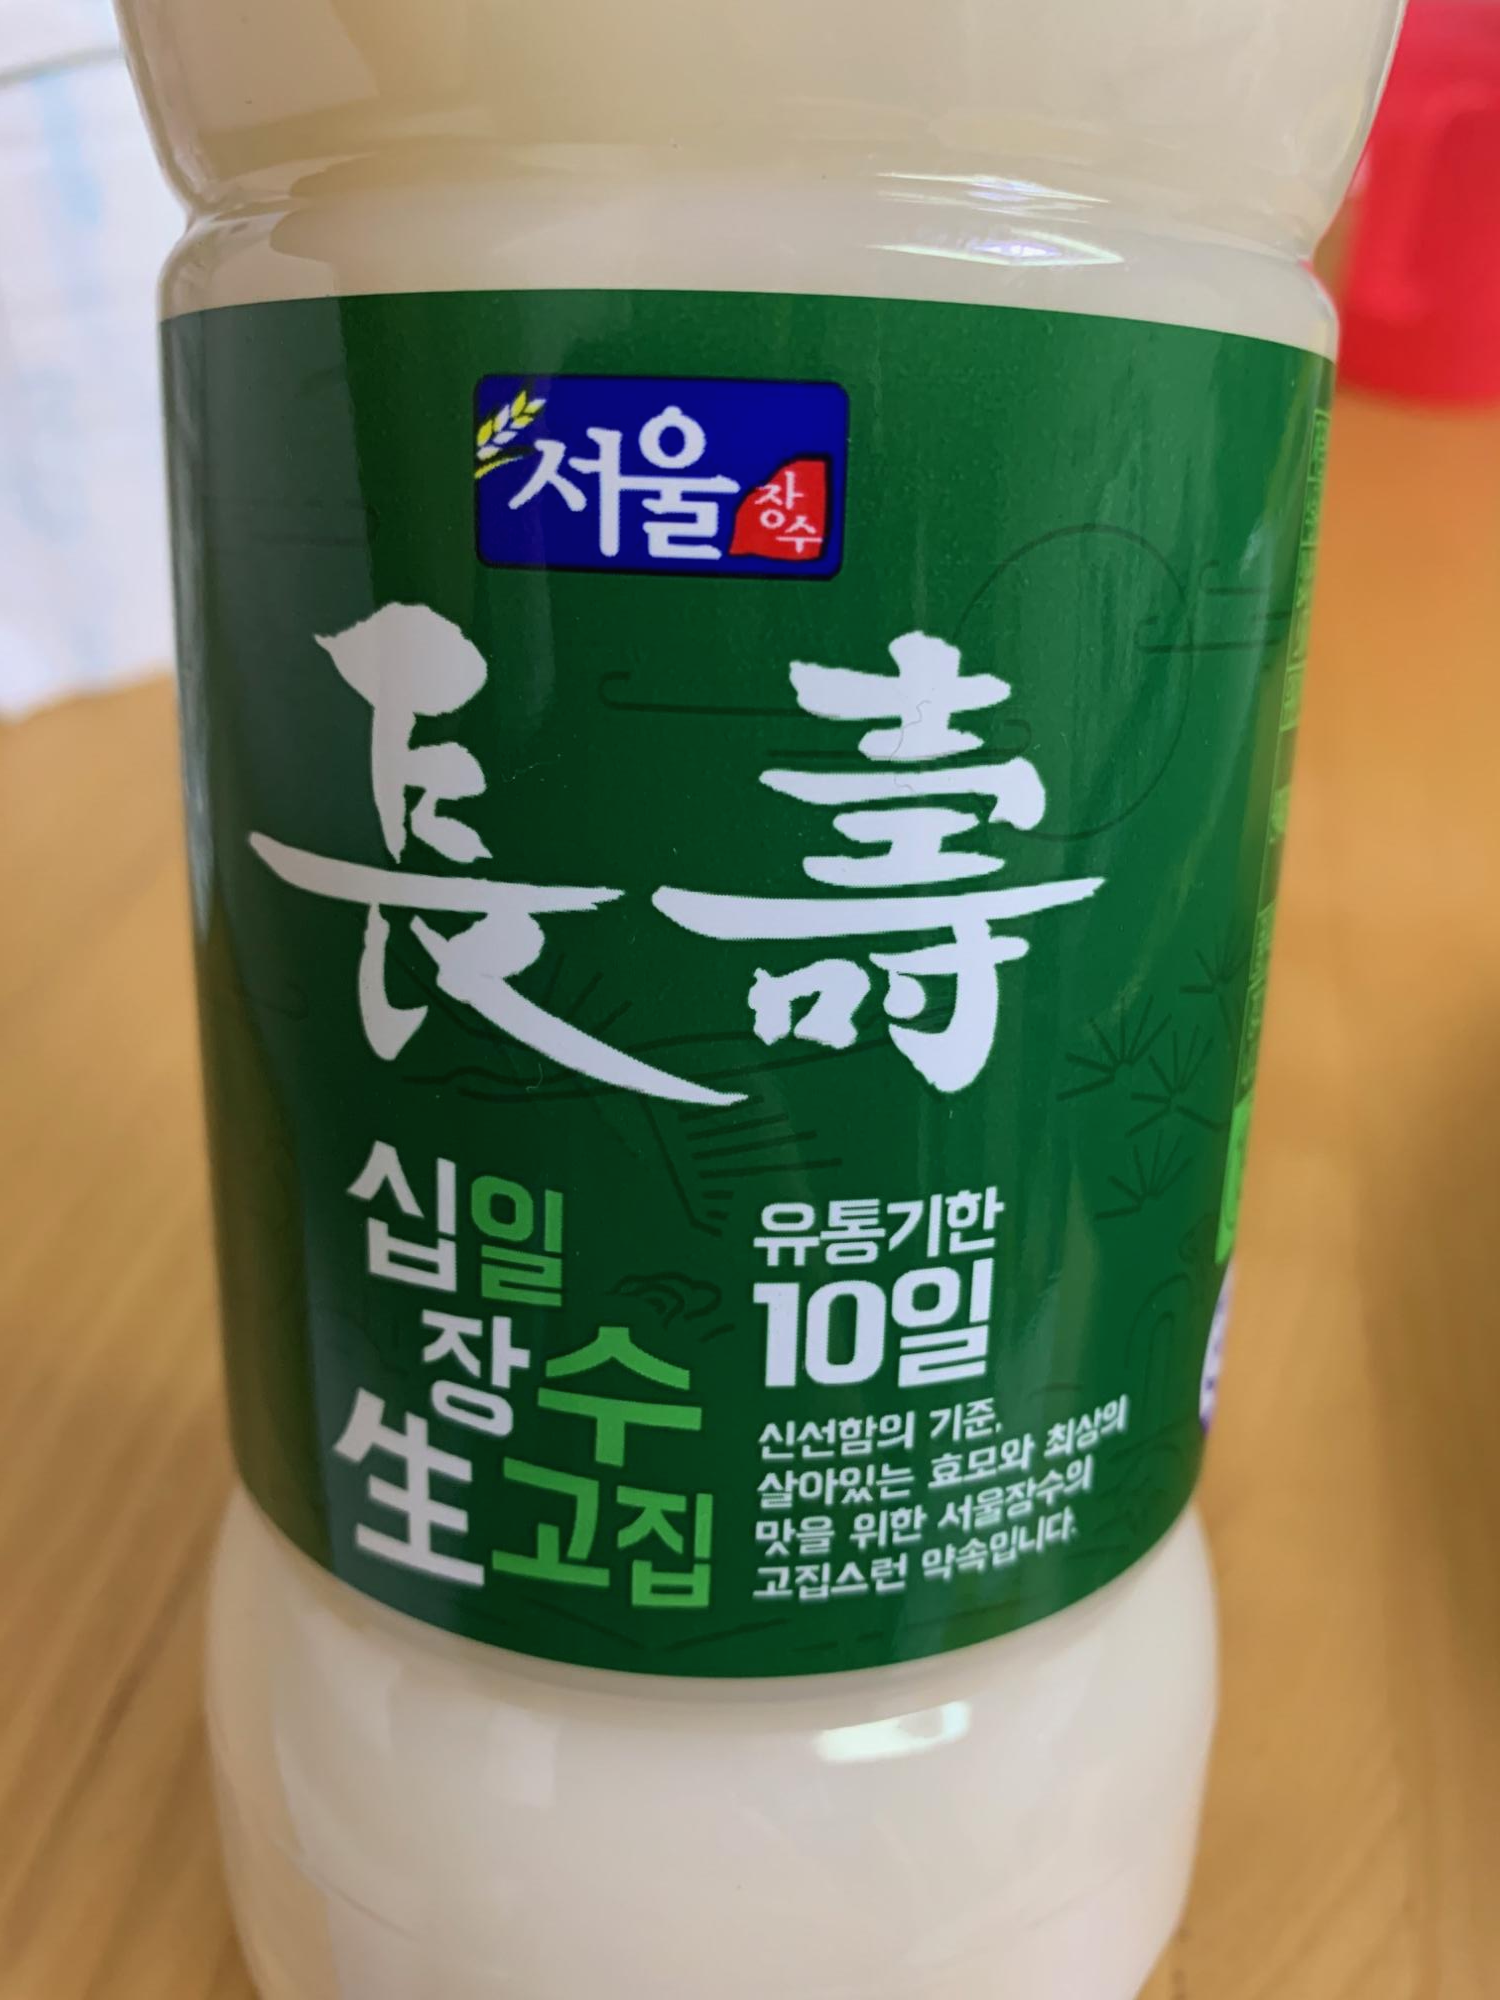 서울 장수
長壽
십일
장수
生고집
유통기한
10일
신선함의 기준,
살아있는 효모와 최상의
맛을 위한 서울장수의
고집스런 약속입니다.